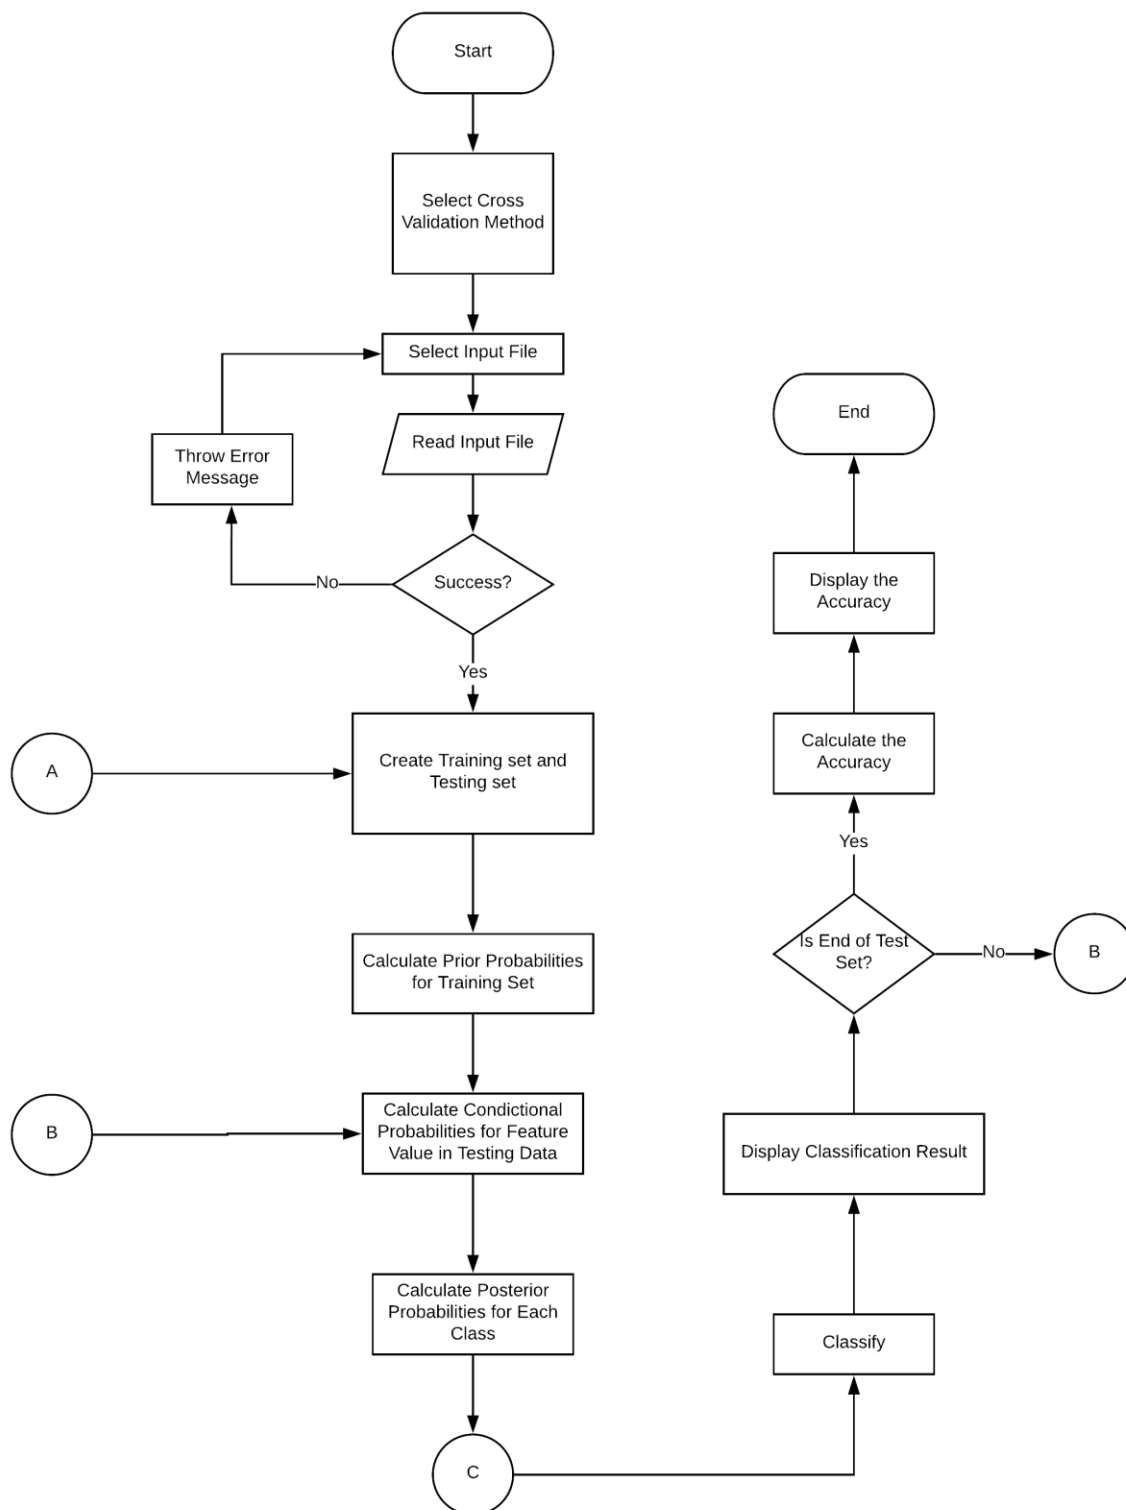 Start
Select Cross
Validation Method
Select Input File
Read Input File
Throw Error
Message
Success?
No
Yes
A
Create Training set and
Testing set
Calculate Prior Probabilities
for Training Set
B
Calculate Condictional
Probabilities for Feature
Value in Testing Data
Calculate Posterior
Probabilities for Each
Class
C
Classify
Display Classification Result
Is End of Test
Set?
No
B
Yes
Calculate the
Accuracy
Display the
Accuracy
End